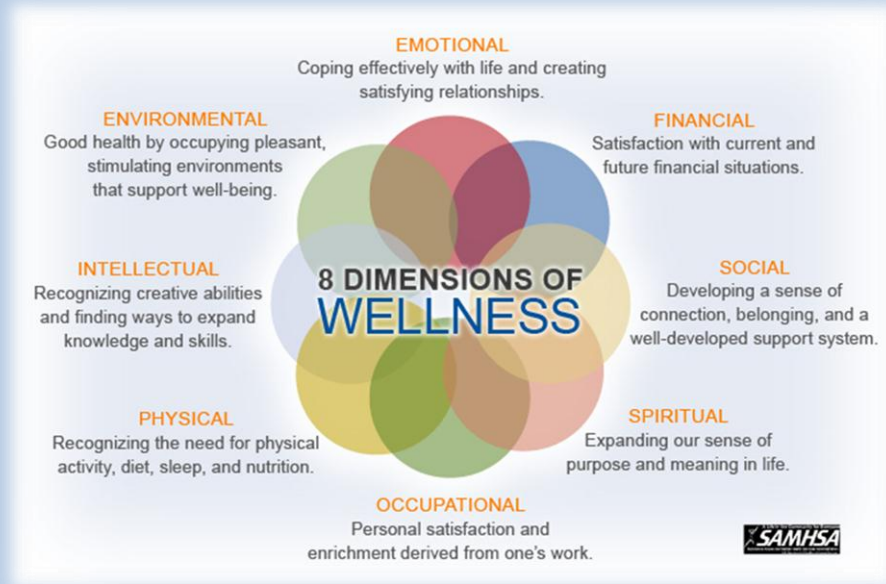 EMOTIONAL
Coping effectively with life and creating
satisfying relationships.
ENVIRONMENTAL
Good health by occupying pleasant,
stimulating environments
that support well-being.
FINANCIAL
Satisfaction with current and
future financial situations.
INTELLECTUAL
Recognizing creative abilities
and finding ways to expand
knowledge and skills.
8 DIMENSIONS OF
WELLNESS
SOCIAL
Developing a sense of
connection, belonging, and a
well-developed support system.
PHYSICAL
Recognizing the need for physical
activity, diet, sleep, and nutrition.
SPIRITUAL
Expanding our sense of
purpose and meaning in life.
OCCUPATIONAL
Personal satisfaction and
enrichment derived from one's work.
SAMHSA